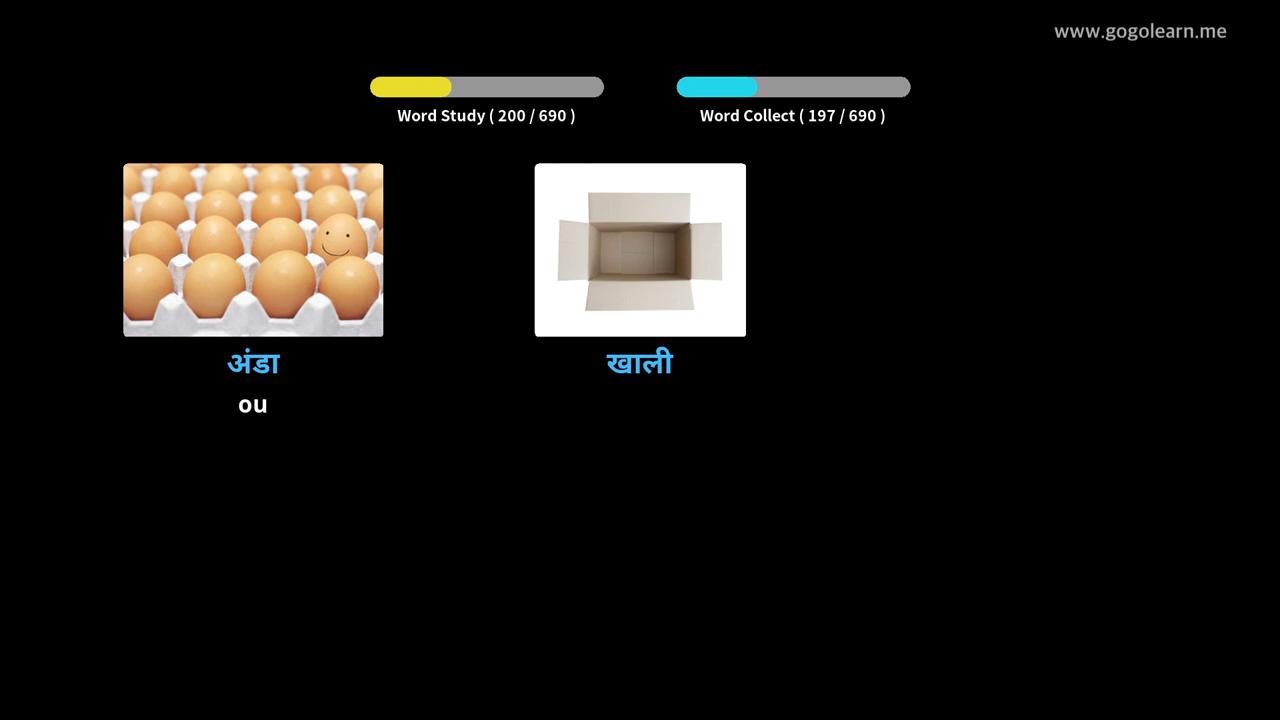 www.gogolearn.me
Word Study ( 200 / 690 )
Word Collect ( 197 / 690 )
अंडा
खाली
ou